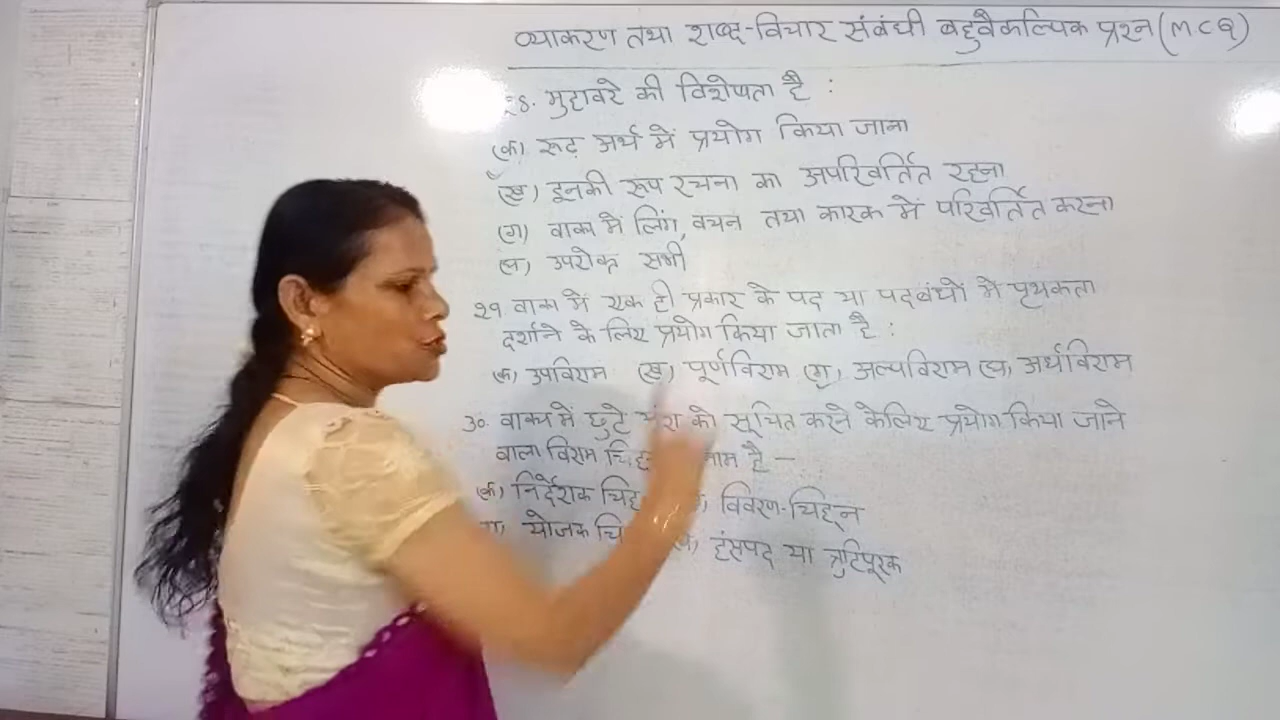 व्याकरण तथा शब्द-विचार संबंधी बहुवैकल्पिक प्रश्न (MCQ)
मुहावरे की विशेषता है :
(क) रूढ़ अर्थ में प्रयोग किया जाना
(ख) इनकी रूप रचना का अपरिवर्तित रहना
(ग) वाक्य में लिंग, वचन तथा कारक में परिवर्तित करना
(घ) उपरोक्त सभी
२९ वाक्य में एक ही प्रकार के पद या पदबंधों में पृथकता
दर्शाने के लिए प्रयोग किया जाता है :
(क) उपविराम (ख) पूर्णविराम (ग) अल्पविराम (घ) अर्धविराम
३०. वाक्य में छुटे को सूचित करने केलिए प्रयोग किया जाने
वाला विराम नाम है —
(क) निर्देशक विवरण-चिह्न
योजक हंसपद या त्रुटिपूरक